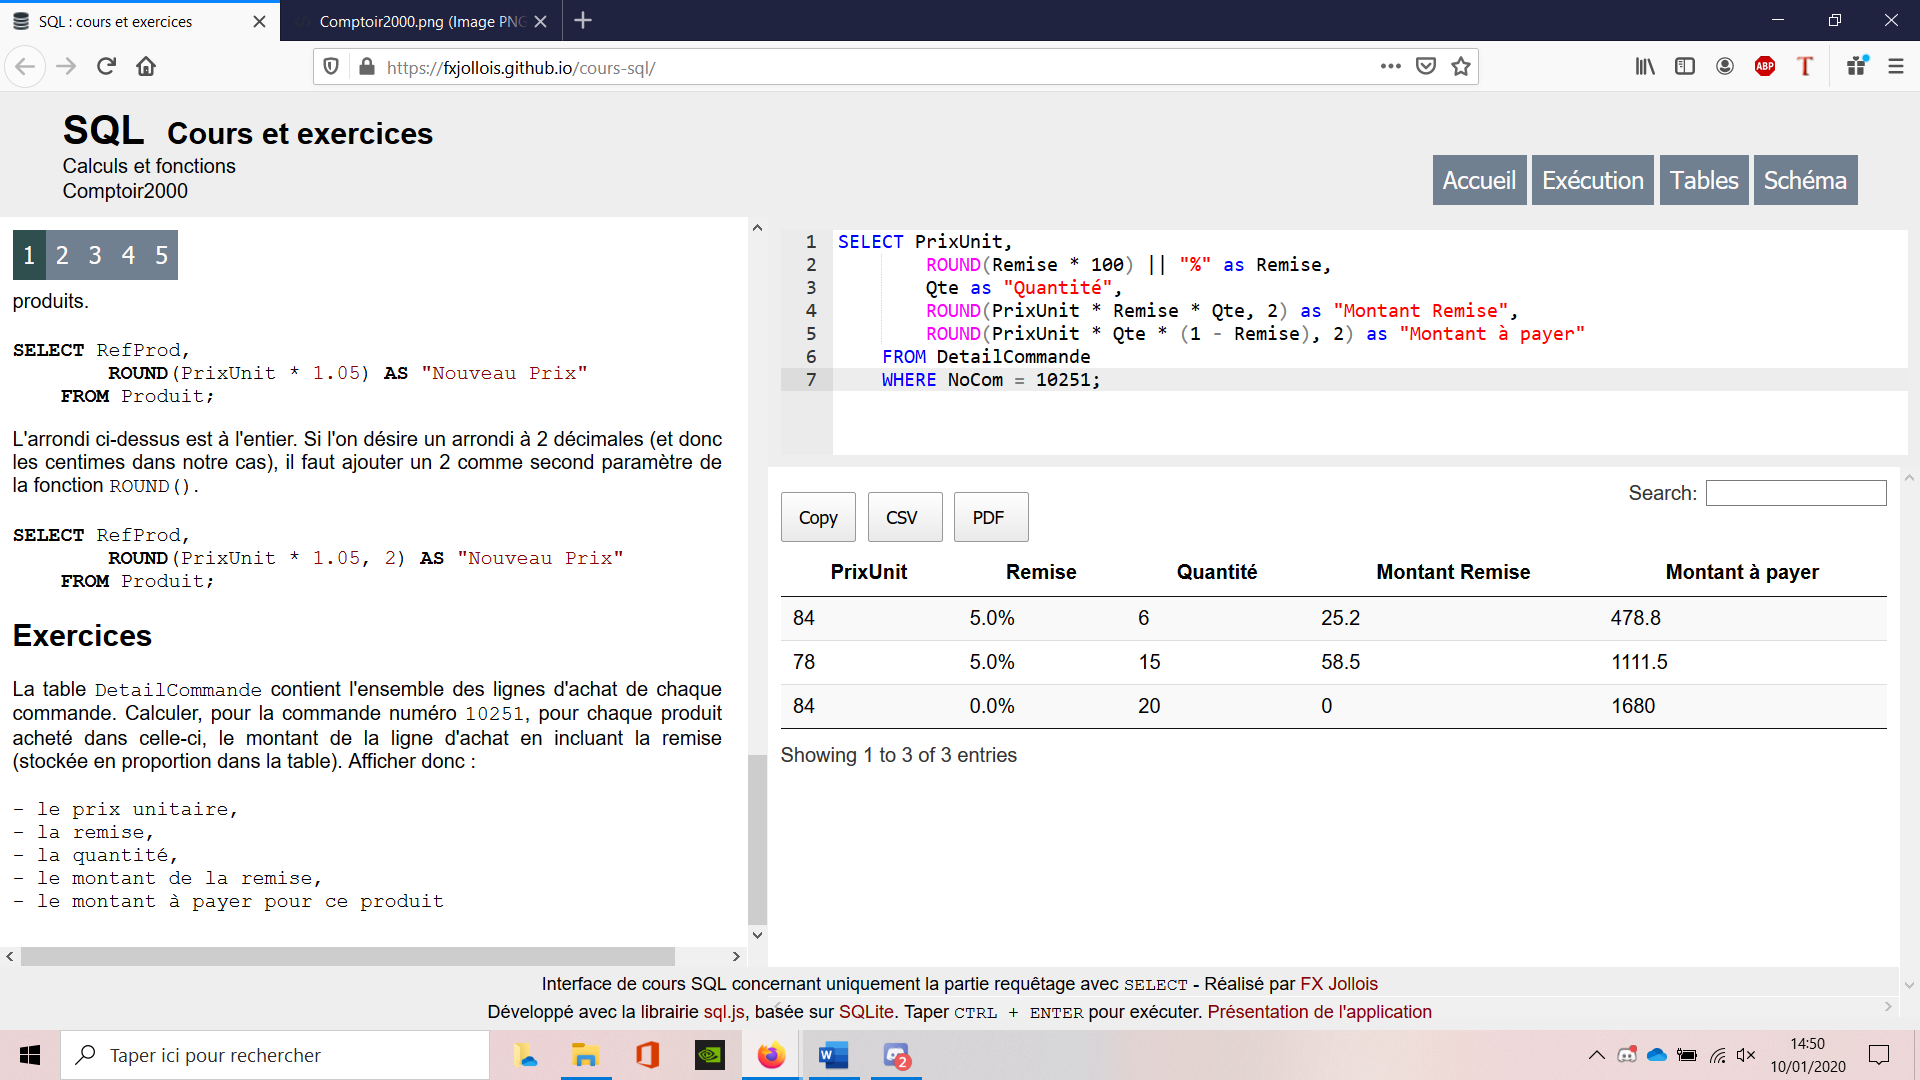 SQL : cours et exercices
Comptoir2000.png (Image PNG
https://fxjollois.github.io/cours-sql/
ABP
T
SQL Cours et exercices
Calculs et fonctions
Comptoir2000
Accueil Exécution Tables Schéma
1 2 3 4 5
produits.
SELECT RefProd,
ROUND(PrixUnit * 1.05) AS "Nouveau Prix"
FROM Produit;
L'arrondi ci-dessus est à l'entier. Si l'on désire un arrondi à 2 décimales (et donc
les centimes dans notre cas), il faut ajouter un 2 comme second paramètre de
la fonction ROUND().
SELECT RefProd,
ROUND(PrixUnit * 1.05, 2) AS "Nouveau Prix"
FROM Produit;
Exercices
La table DetailCommande contient l'ensemble des lignes d'achat de chaque
commande. Calculer, pour la commande numéro 10251, pour chaque produit
acheté dans celle-ci, le montant de la ligne d'achat en incluant la remise
(stockée en proportion dans la table). Afficher donc :
- le prix unitaire,
- la remise,
- la quantité,
- le montant de la remise,
- le montant à payer pour ce produit
1 SELECT PrixUnit,
2 ROUND(Remise * 100) || "%" as Remise,
3 Qte as "Quantité",
4 ROUND(PrixUnit * Remise * Qte, 2) as "Montant Remise",
5 ROUND(PrixUnit * Qte * (1 - Remise), 2) as "Montant à payer"
6 FROM DetailCommande
7 WHERE NoCom = 10251;
Search:
Copy CSV PDF
PrixUnit Remise Quantité Montant Remise Montant à payer
84 5.0% 6 25.2 478.8
78 5.0% 15 58.5 1111.5
84 0.0% 20 0 1680
Showing 1 to 3 of 3 entries
Interface de cours SQL concernant uniquement la partie requêtage avec SELECT - Réalisé par FX Jollois
Développé avec la librairie sql.js, basée sur SQLite. Taper CTRL + ENTER pour exécuter. Présentation de l'application
Taper ici pour rechercher
W
2
14:50
10/01/2020